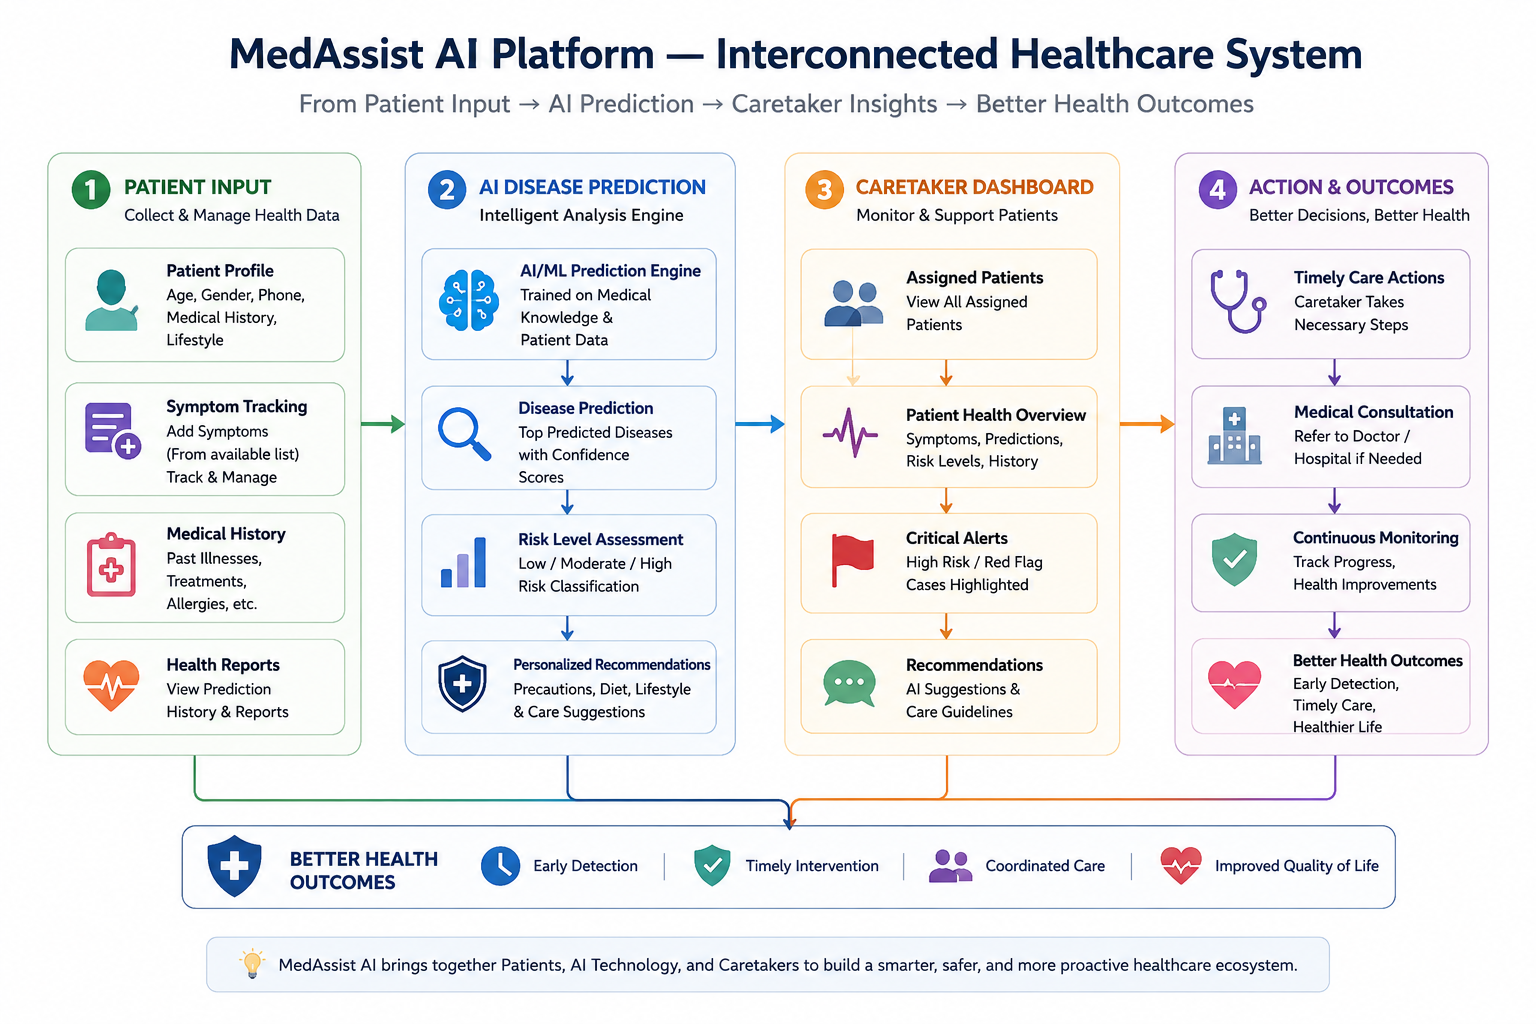 MedAssist AI Platform — Interconnected Healthcare System
From Patient Input → AI Prediction → Caretaker Insights → Better Health Outcomes
1 PATIENT INPUT
Collect & Manage Health Data
Patient Profile
Age, Gender, Phone,
Medical History,
Lifestyle
Symptom Tracking
Add Symptoms
(From available list)
Track & Manage
Medical History
Past Illnesses,
Treatments,
Allergies, etc.
Health Reports
View Prediction
History & Reports
2 AI DISEASE PREDICTION
Intelligent Analysis Engine
AI/ML Prediction Engine
Trained on Medical
Knowledge &
Patient Data
Disease Prediction
Top Predicted Diseases
with Confidence
Scores
Risk Level Assessment
Low / Moderate / High
Risk Classification
Personalized Recommendations
Precautions, Diet, Lifestyle
& Care Suggestions
3 CARETAKER DASHBOARD
Monitor & Support Patients
Assigned Patients
View All Assigned
Patients
Patient Health Overview
Symptoms, Predictions,
Risk Levels, History
Critical Alerts
High Risk / Red Flag
Cases Highlighted
Recommendations
AI Suggestions &
Care Guidelines
4 ACTION & OUTCOMES
Better Decisions, Better Health
Timely Care Actions
Caretaker Takes
Necessary Steps
Medical Consultation
Refer to Doctor /
Hospital if Needed
Continuous Monitoring
Track Progress,
Health Improvements
Better Health Outcomes
Early Detection,
Timely Care,
Healthier Life
BETTER HEALTH
OUTCOMES
Early Detection
Timely Intervention
Coordinated Care
Improved Quality of Life
MedAssist AI brings together Patients, AI Technology, and Caretakers to build a smarter, safer, and more proactive healthcare ecosystem.